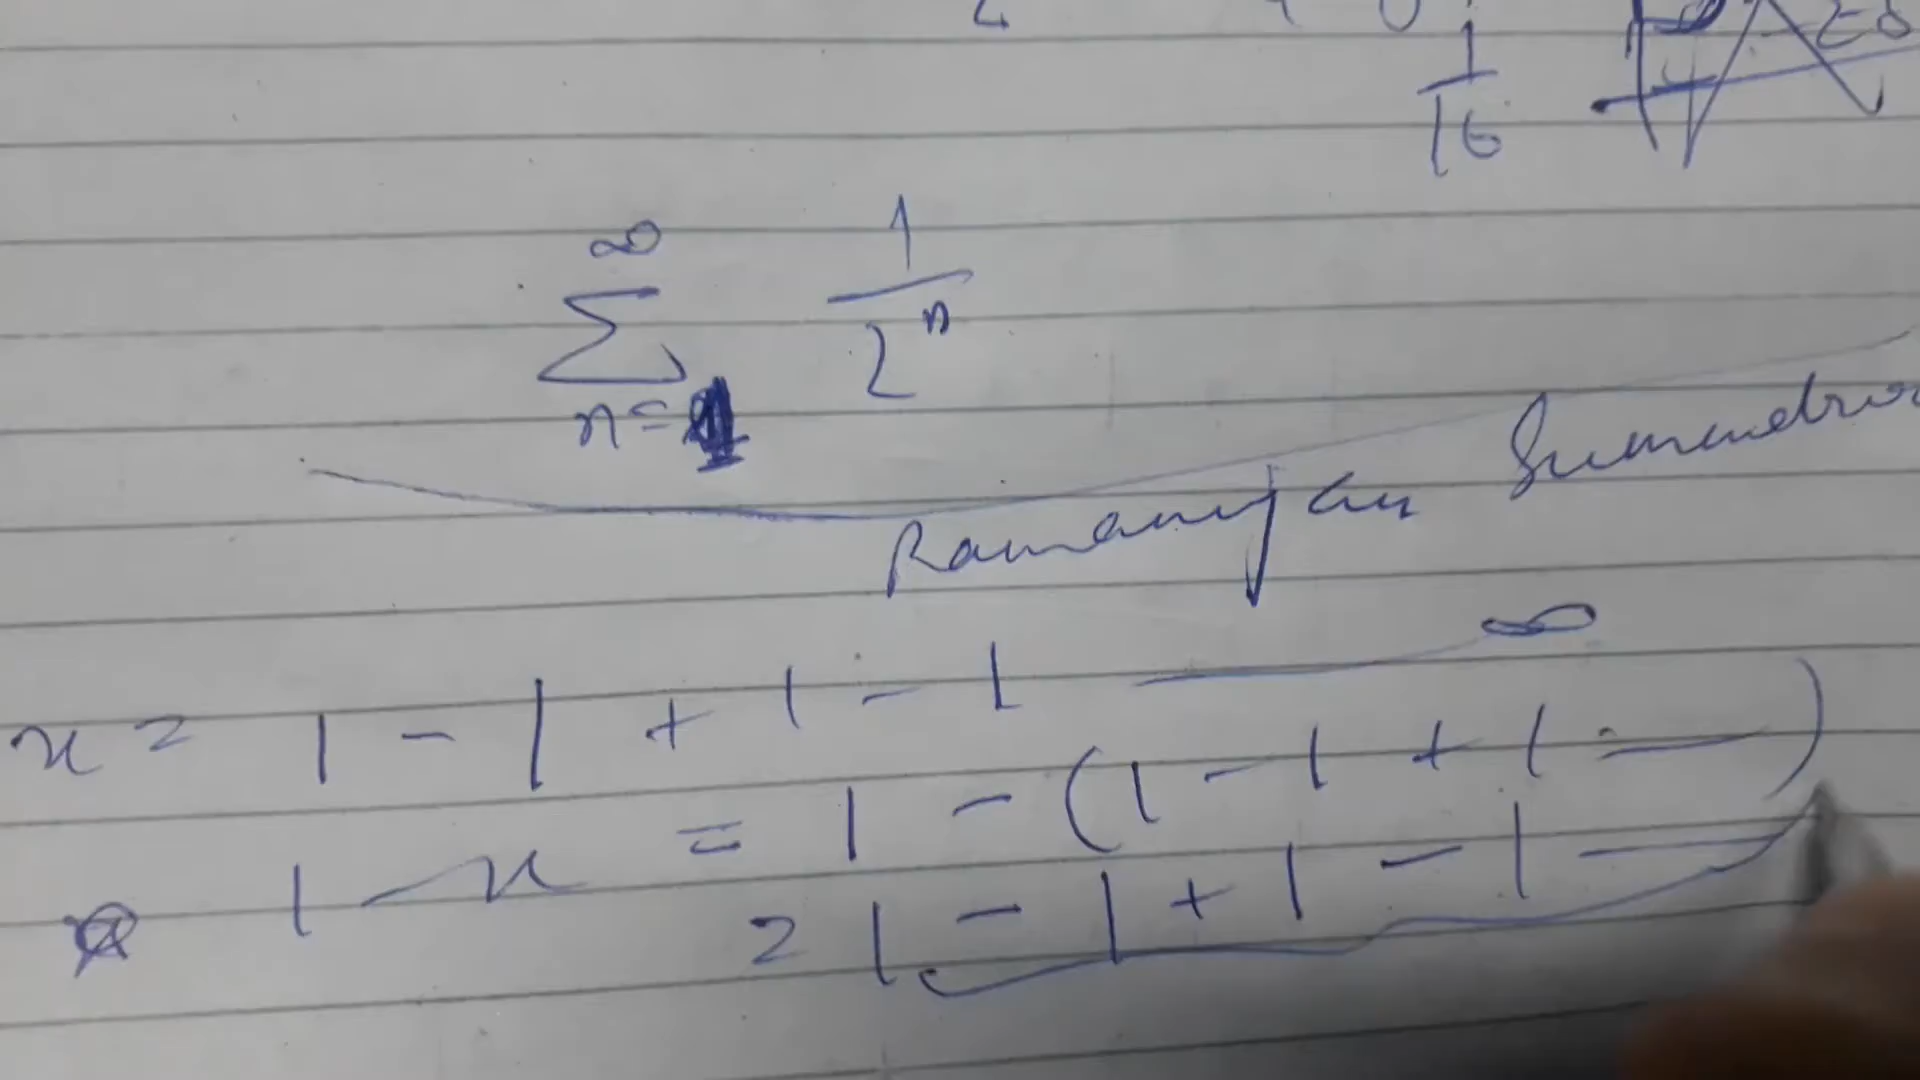 1/16
∞
∑ 1/2ⁿ
n=1
Ramanujan Summation
x = 1 - 1 + 1 - 1 — ∞
1 - x = 1 - (1 - 1 + 1 - —)
= 1 - 1 + 1 - 1 —